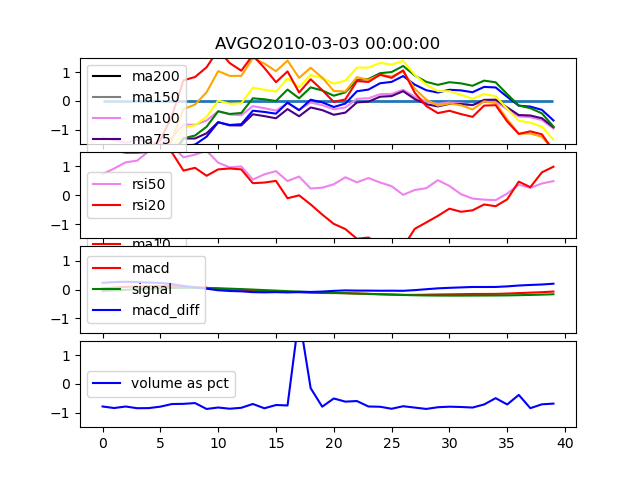 AVGO2010-03-03 00:00:00
1
0
−1
ma200
ma150
ma100
ma75
1
0
−1
rsi50
rsi20
ma10
1
0
−1
macd
signal
macd_diff
1
0
−1
volume as pct
0 5 10 15 20 25 30 35 40